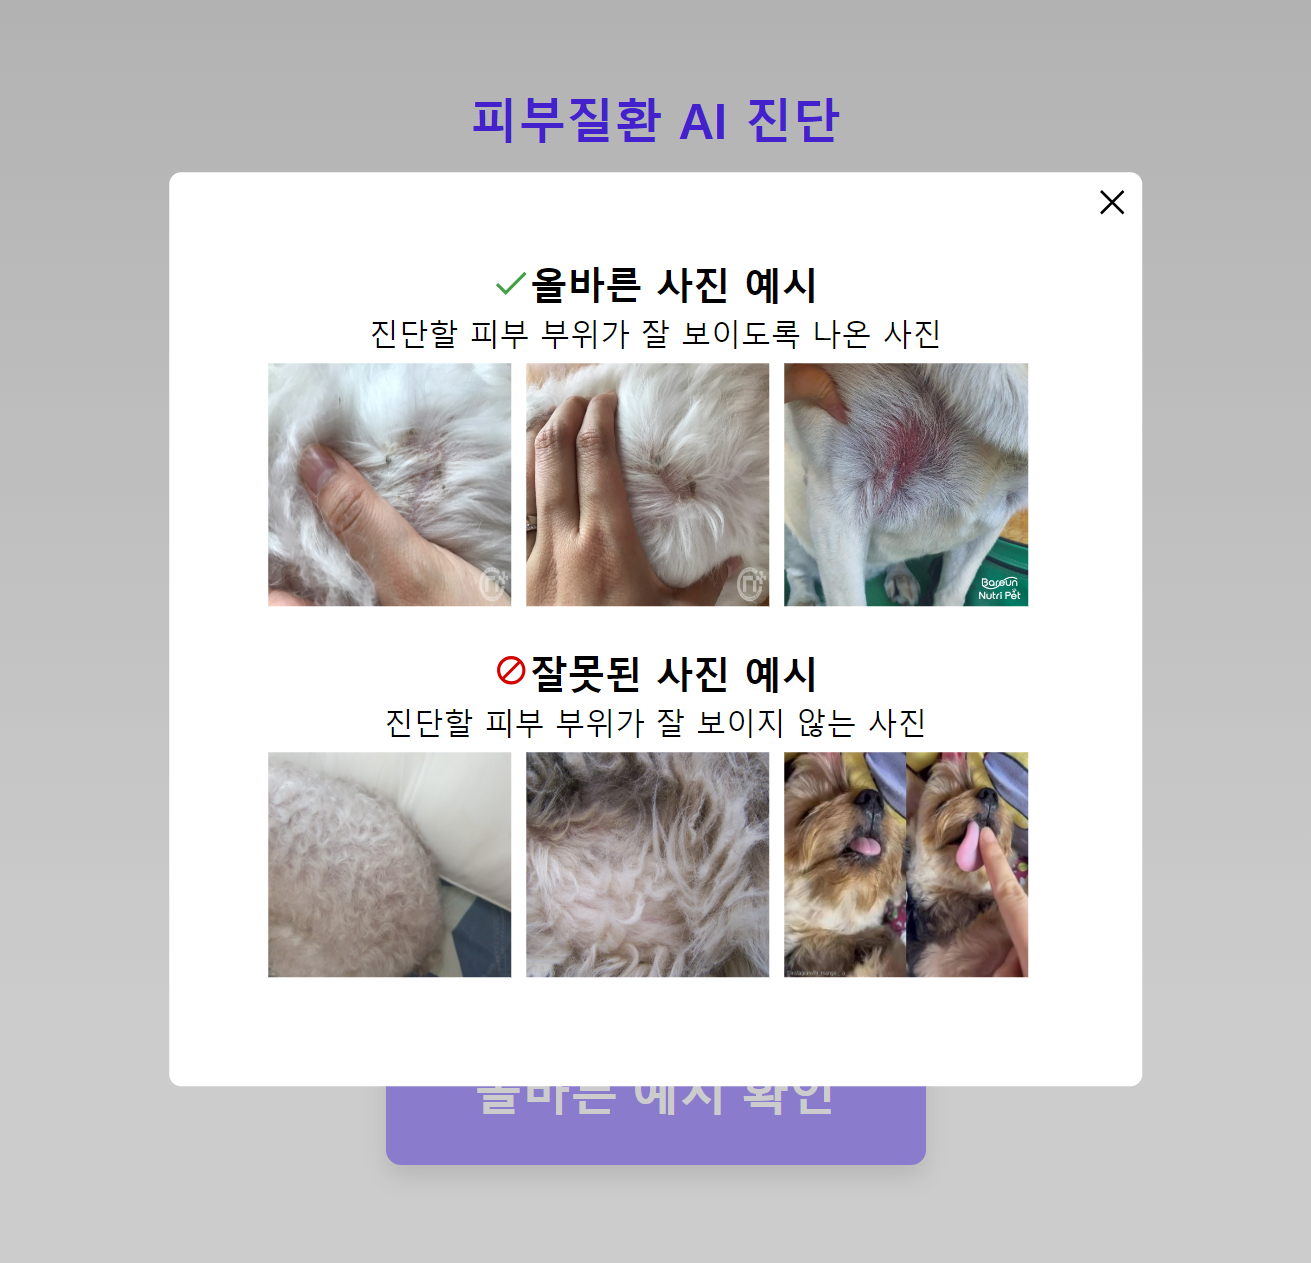 피부질환 AI 진단
올바른 사진 예시
진단할 피부 부위가 잘 보이도록 나온 사진
Baroun
Nutri Pet
잘못된 사진 예시
진단할 피부 부위가 잘 보이지 않는 사진
올바른 예시 확인